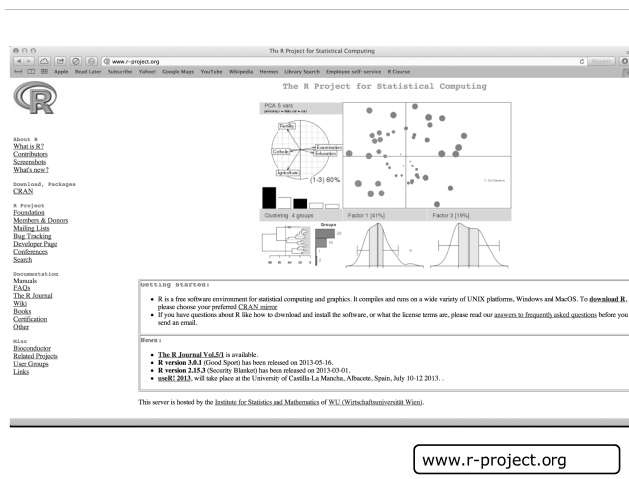 The R Project for Statistical Computing
www.r-project.org
Reader
Apple Read Later Subscribe Yahoo! Google Maps YouTube Wikipedia Hermes Library Search Employee self-service R Course
R
The R Project for Statistical Computing
PCA 5 vars
Fertility
Catholic
Examination
Education
Agriculture
(1-3) 60%
Clustering 4 groups
Factor 1 [41%]
Factor 3 [19%]
Groups
About R
What is R?
Contributors
Screenshots
What's new?
Download, Packages
CRAN
R Project
Foundation
Members & Donors
Mailing Lists
Bug Tracking
Developer Page
Conferences
Search
Documentation
Manuals
FAQs
The R Journal
Wiki
Books
Certification
Other
Misc
Bioconductor
Related Projects
User Groups
Links
Getting Started:
• R is a free software environment for statistical computing and graphics. It compiles and runs on a wide variety of UNIX platforms, Windows and MacOS. To download R,
please choose your preferred CRAN mirror
• If you have questions about R like how to download and install the software, or what the license terms are, please read our answers to frequently asked questions before you
send an email.
News:
• The R Journal Vol.5/1 is available.
• R version 3.0.1 (Good Sport) has been released on 2013-05-16.
• R version 2.15.3 (Security Blanket) has been released on 2013-03-01.
• useR! 2013, will take place at the University of Castilla-La Mancha, Albacete, Spain, July 10-12 2013. .
This server is hosted by the Institute for Statistics and Mathematics of WU (Wirtschaftsuniversität Wien).
www.r-project.org